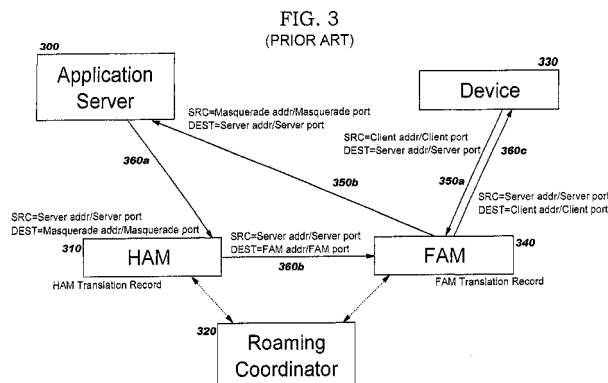 FIG. 3
(PRIOR ART)
300
Application
Server
330
Device
SRC=Masquerade addr/Masquerade port
DEST=Server addr/Server port
SRC=Client addr/Client port
DEST=Server addr/Server port
360a
350b
350a
360c
SRC=Server addr/Server port
DEST=Client addr/Client port
SRC=Server addr/Server port
DEST=Masquerade addr/Masquerade port
310
HAM
HAM Translation Record
SRC=Server addr/Server port
DEST=FAM addr/FAM port
360b
340
FAM
FAM Translation Record
320
Roaming
Coordinator